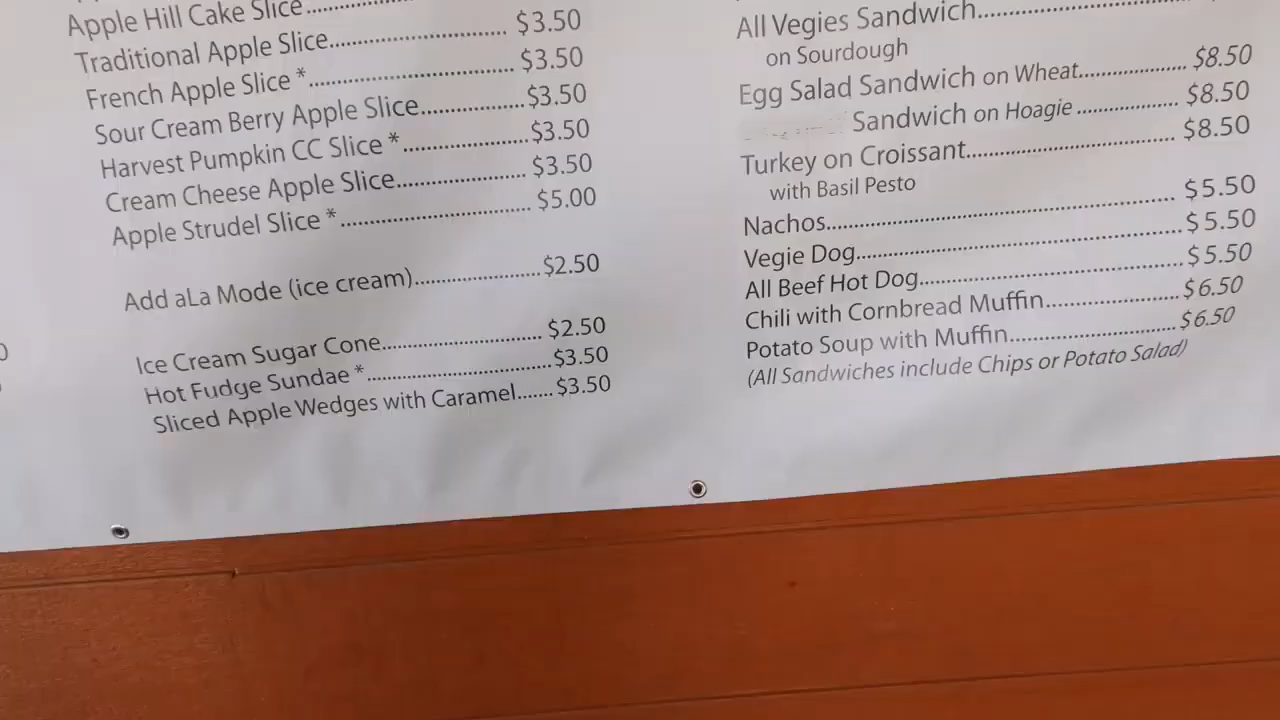 Apple Hill Cake Slice..............
Traditional Apple Slice.............................. $3.50
French Apple Slice *.................................. $3.50
Sour Cream Berry Apple Slice.................$3.50
Harvest Pumpkin CC Slice *.....................$3.50
Cream Cheese Apple Slice...................... $3.50
Apple Strudel Slice *................................ $5.00
Add aLa Mode (ice cream)......................$2.50
Ice Cream Sugar Cone........................... $2.50
Hot Fudge Sundae *...............................$3.50
Sliced Apple Wedges with Caramel.......$3.50
All Vegies Sandwich..............................
on Sourdough
Egg Salad Sandwich on Wheat.................. $8.50
Sandwich on Hoagie ................. $8.50
Turkey on Croissant................................... $8.50
with Basil Pesto
Nachos.......................................................... $5.50
Vegie Dog......................................................$5.50
All Beef Hot Dog...........................................$5.50
Chili with Cornbread Muffin......................$6.50
Potato Soup with Muffin............................$6.50
(All Sandwiches include Chips or Potato Salad)